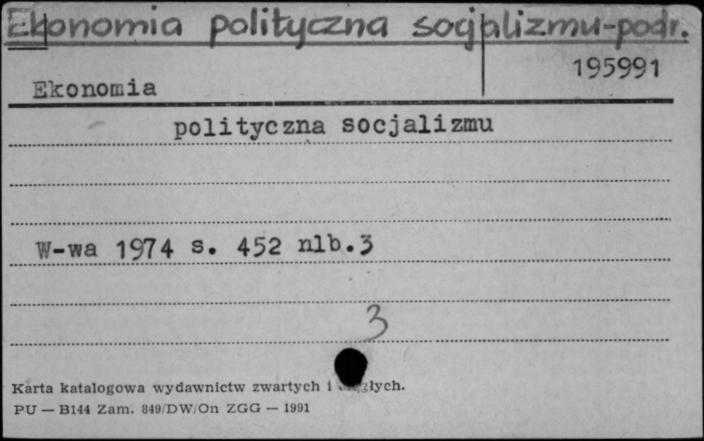 Ekonomia polityczna socjalizmu-podr.
195991
Ekonomia
polityczna socjalizmu
W-wa 1974 s. 452 nlb.3
3
Karta katalogowa wydawnictw zwartych i
PU — B144 Zam. 849/DW/On ZGG — 1991